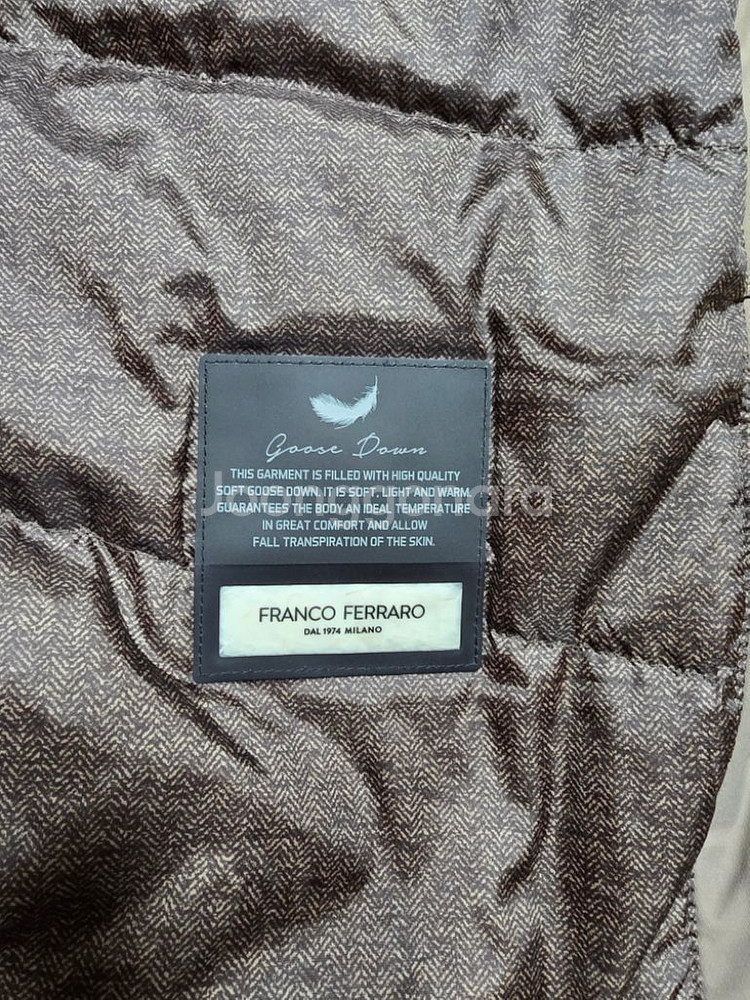 Goose Down
THIS GARMENT IS FILLED WITH HIGH QUALITY
SOFT GOOSE DOWN. IT IS SOFT, LIGHT AND WARM,
GUARANTEES THE BODY, AN IDEAL TEMPERATURE
IN GREAT COMFORT AND ALLOW
FALL TRANSPIRATION OF THE SKIN.
Joonggonara
FRANCO FERRARO
DAL 1974 MILANO